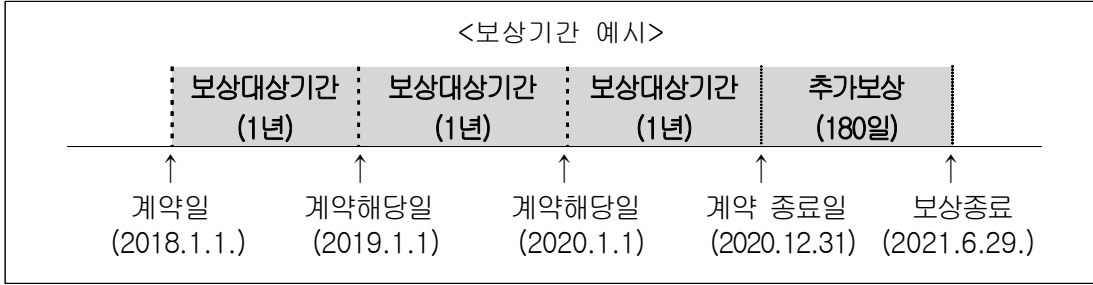 <보상기간 예시>
보상대상기간 보상대상기간 보상대상기간 추가보상
(1년) (1년) (1년) (180일)
↑ ↑ ↑ ↑ ↑
계약일 계약해당일 계약해당일 계약 종료일 보상종료
(2018.1.1.) (2019.1.1) (2020.1.1) (2020.12.31) (2021.6.29.)